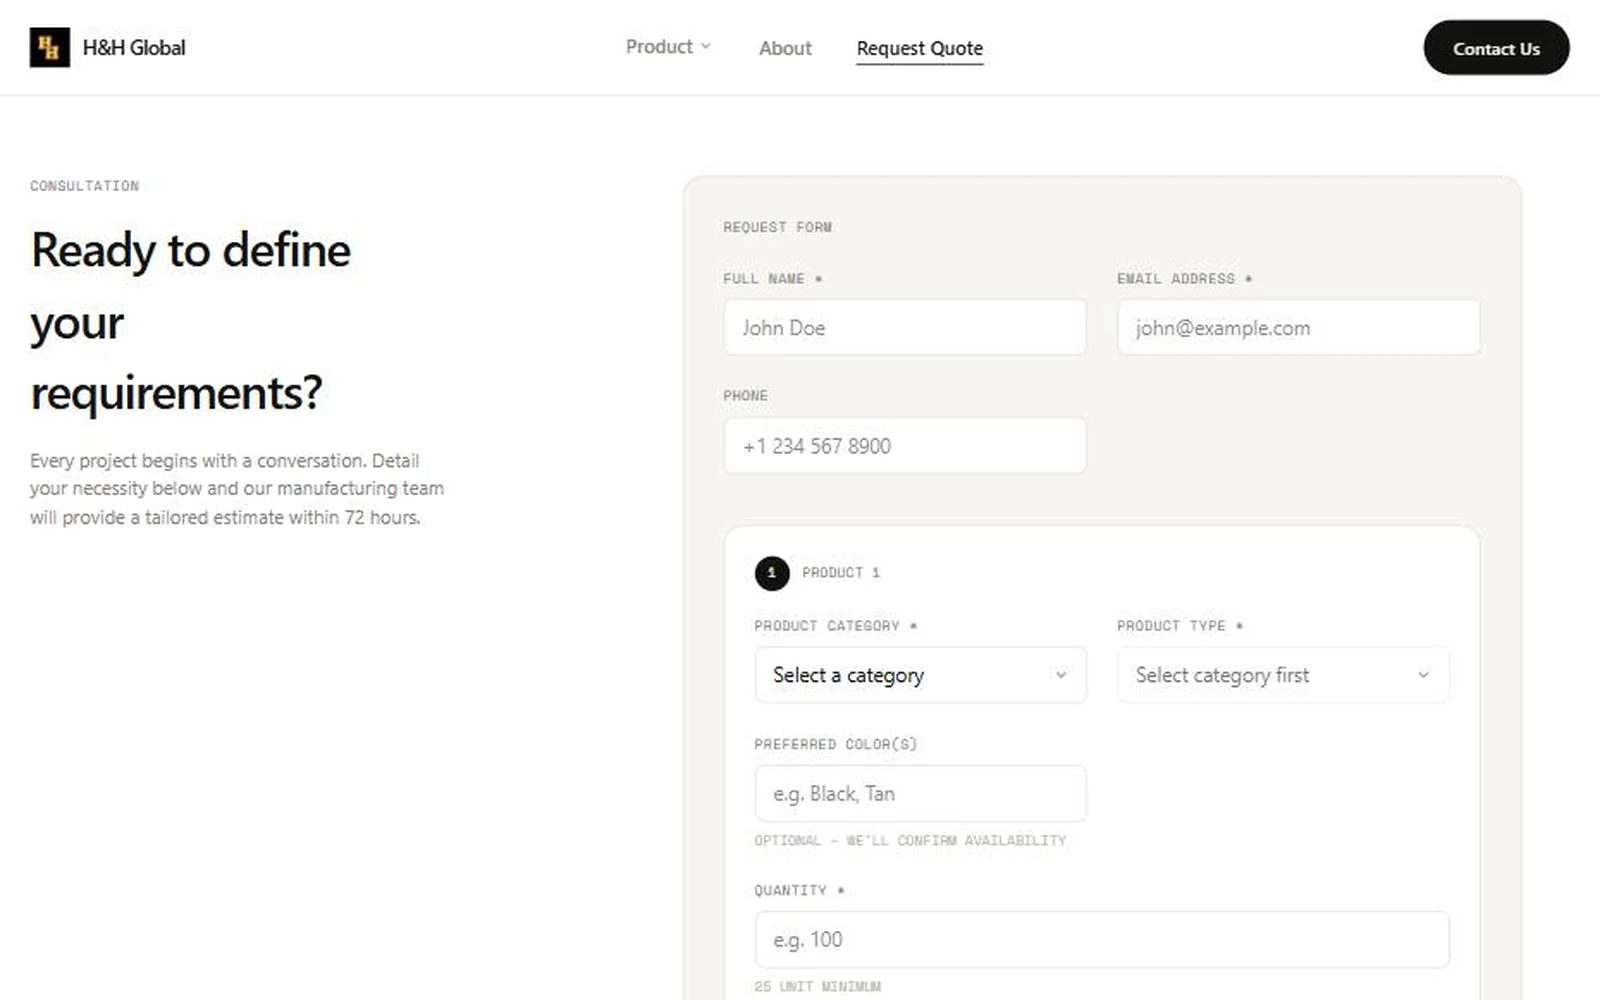 H&H Global
Product
About
Request Quote
Contact Us
CONSULTATION
Ready to define
your
requirements?
Every project begins with a conversation. Detail
your necessity below and our manufacturing team
will provide a tailored estimate within 72 hours.
REQUEST FORM
FULL NAME *
EMAIL ADDRESS *
John Doe
john@example.com
PHONE
+1 234 567 8900
1 PRODUCT 1
PRODUCT CATEGORY *
PRODUCT TYPE *
Select a category
Select category first
PREFERRED COLOR(S)
e.g. Black, Tan
OPTIONAL — WE'LL CONFIRM AVAILABILITY
QUANTITY *
e.g. 100
25 UNIT MINIMUM